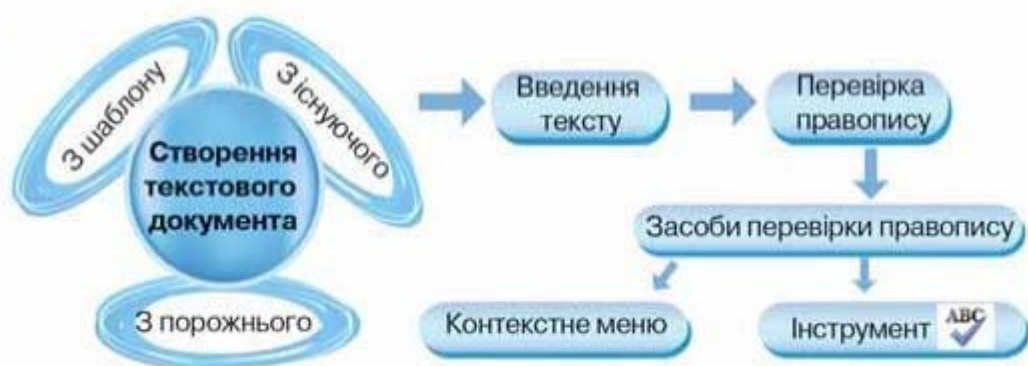 З шаблону
З існуючого
Створення
текстового
документа
З порожнього
Введення
тексту
Перевірка
правопису
Засоби перевірки правопису
Контекстне меню
Інструмент ABC